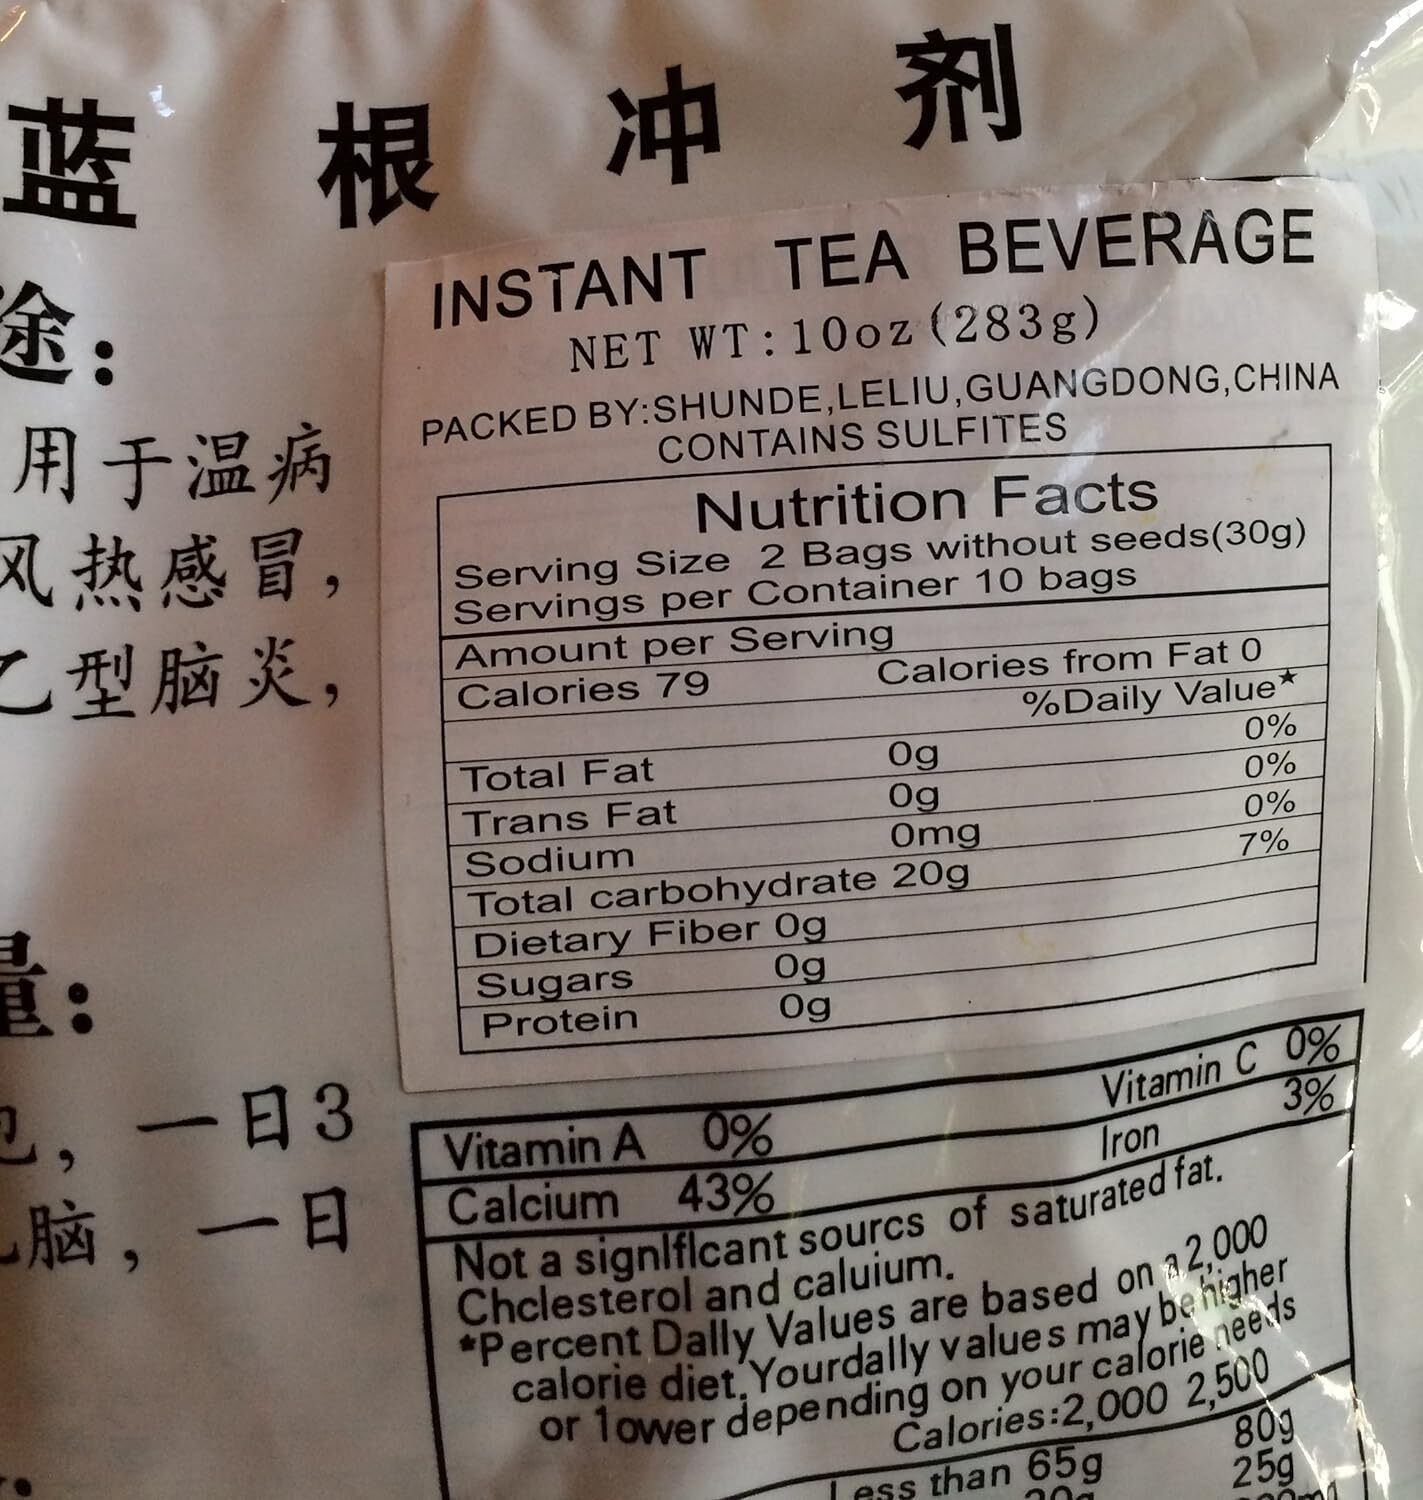 蓝 根 冲 剂
途：
用于温病
风热感冒，
乙型脑炎，
量：
包，一日3
脑，一日
INSTANT TEA BEVERAGE
NET WT:10oz(283g)
PACKED BY:SHUNDE,LELIU,GUANGDONG,CHINA
CONTAINS SULFITES
Nutrition Facts
Serving Size 2 Bags without seeds(30g)
Servings per Container 10 bags
Amount per Serving
Calories 79 Calories from Fat 0
%Daily Value*
Total Fat 0g 0%
Trans Fat 0g 0%
Sodium 0mg 0%
Total carbohydrate 20g 7%
Dietary Fiber 0g
Sugars 0g
Protein 0g
Vitamin A 0% Vitamin C 0%
Calcium 43% Iron 3%
Not a signlflcant sourcs of saturated fat.
Chclesterol and caluium.
*Percent Dally Values are based on a 2,000
calorie diet.Yourdally values may be higher
or lower depending on your calorie needs
Calories:2,000 2,500
Less than 65g 80g
20g 25g